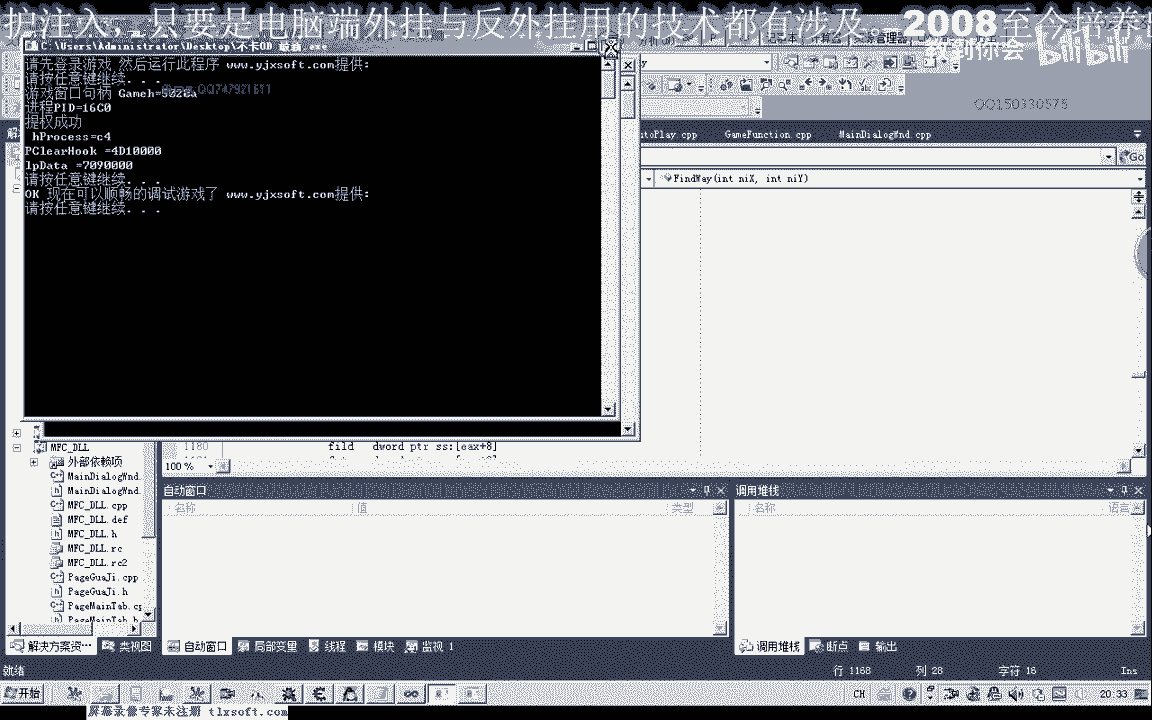 护注入，只要是电脑端外挂与反外挂用的技术都有涉及。2008至今培养
教到你会
bilibili
QQ150330575
C:\Users\Administrator\Desktop\不卡OD 最新.exe
请先登录游戏 然后运行此程序 www.yjxsoft.com提供:
请按任意键继续. . .
进程PID=16C0
提权成功
hProcess=c4
PClearHook =4D10000
lpData =7090000
请按任意键继续. . .
OK 现在可以顺畅的调试游戏了 www.yjxsoft.com提供:
请按任意键继续. . .
utoPlay.cpp GameFunction.cpp MainDialogWnd.cpp
Go
FindWay(int niX, int niY)
1180 fild dword ptr ss:[eax+8]
100 %
MFC_DLL
外部依赖项
MainDialogWnd.
MainDialogWnd.
MFC_DLL.cpp
MFC_DLL.def
MFC_DLL.h
MFC_DLL.rc
MFC_DLL.rc2
PageGuaJi.cpp
PageGuaJi.h
PageMainTab.cp
PageMainTab.h
自动窗口
名称 值 类型
调用堆栈
名称 语言
解决方案资... 类视图
自动窗口 局部变量 线程 模块 监视 1
调用堆栈 断点 输出
就绪 行 1168 列 28 字符 16 Ins
开始 CH 20:33
屏幕录像专家未注册 tlxsoft.com